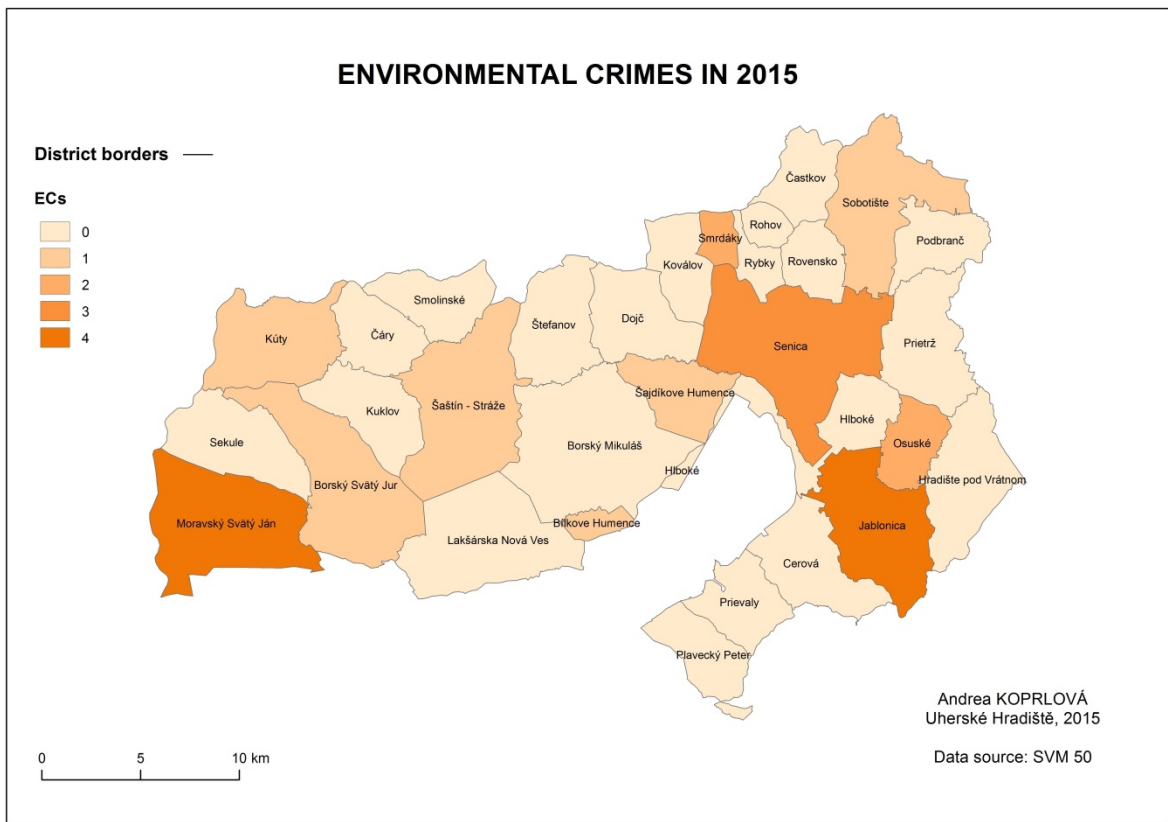 ENVIRONMENTAL CRIMES IN 2015
District borders
ECs
0
1
2
3
4
Častkov
Sobotište
Rohov
Smrdáky
Podbranč
Rybky
Rovensko
Koválov
Smolinské
Štefanov
Dojč
Kúty
Čáry
Senica
Prietrž
Šajdíkove Humence
Šaštín - Stráže
Kuklov
Hlboké
Sekule
Borský Mikuláš
Osuské
Hlboké
Borský Svätý Jur
Hradište pod Vrátnom
Moravský Svätý Ján
Bílkove Humence
Jablonica
Lakšárska Nová Ves
Cerová
Prievaly
Plavecký Peter
Andrea KOPRLOVÁ
Uherské Hradiště, 2015
Data source: SVM 50
0 5 10 km